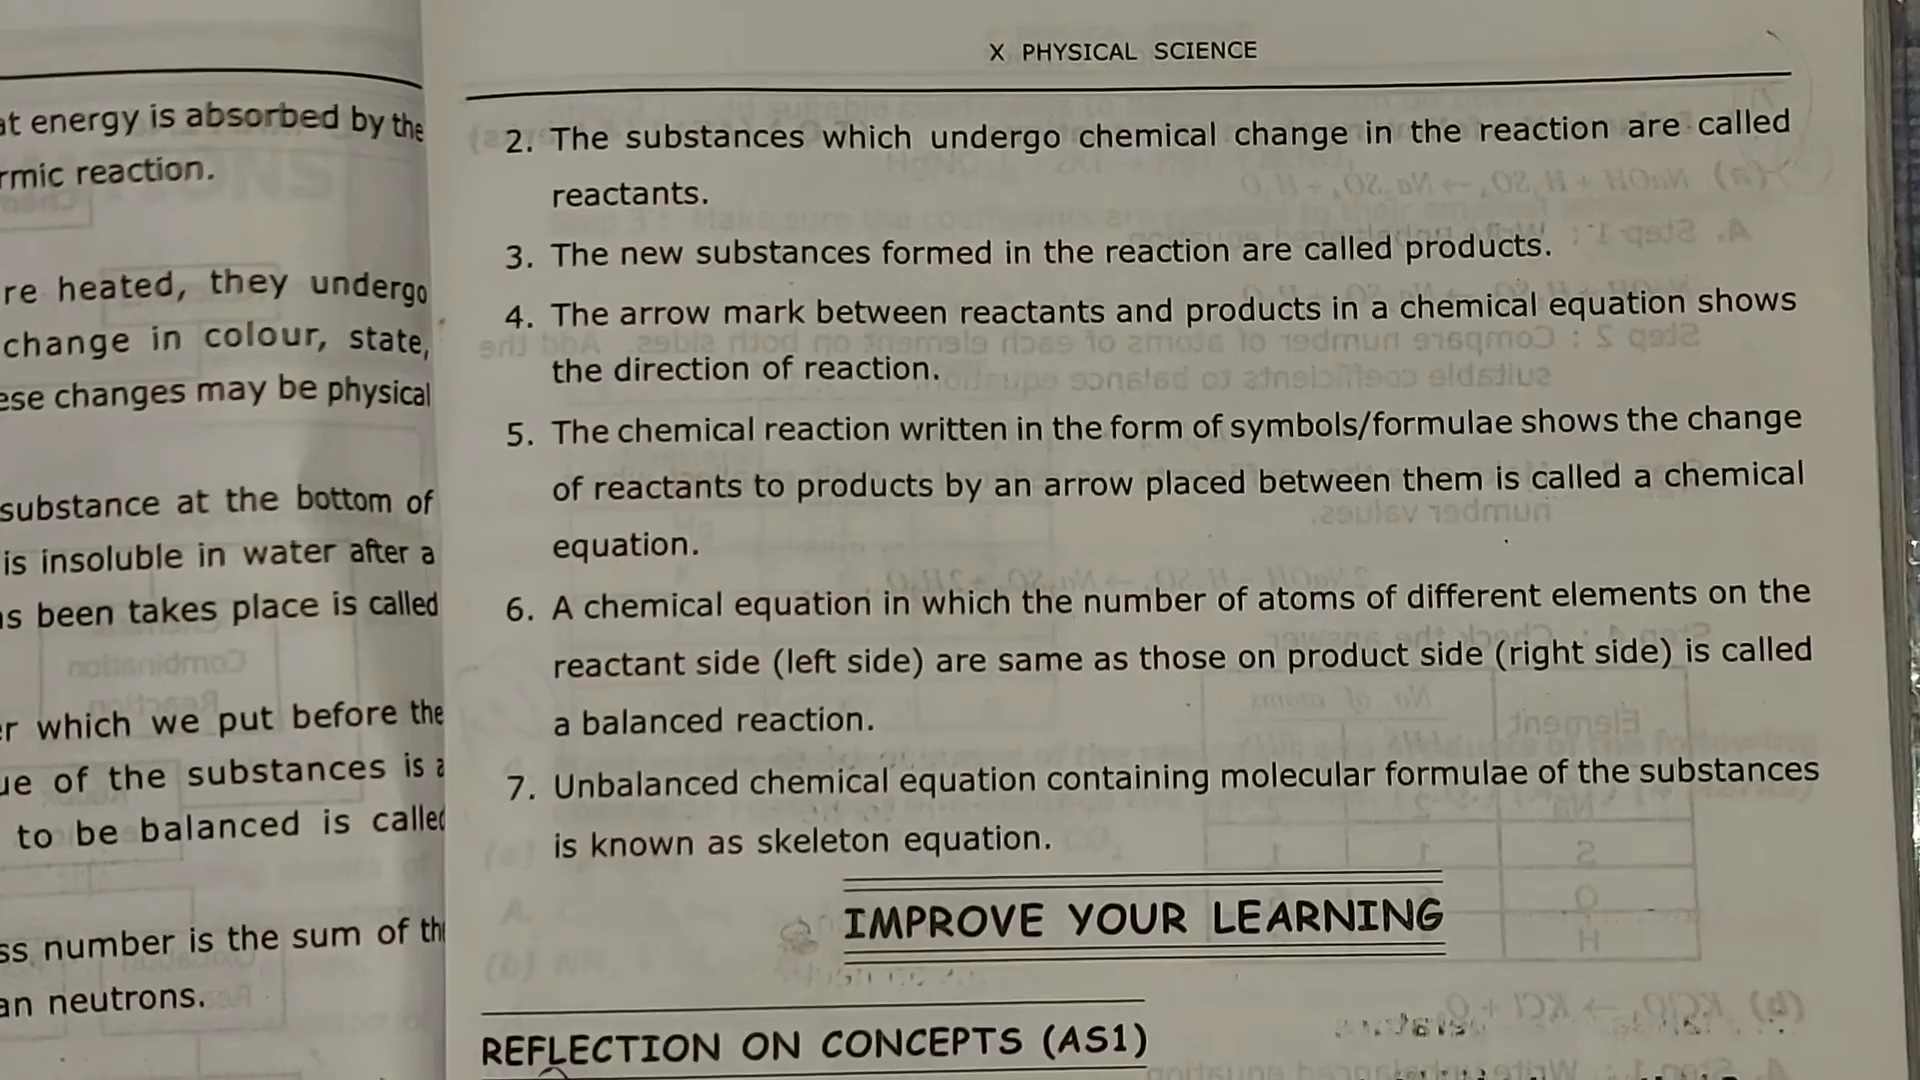 at energy is absorbed by the
rmic reaction.
re heated, they undergo
change in colour, state,
ese changes may be physical
substance at the bottom of
is insoluble in water after a
as been takes place is called
er which we put before the
ue of the substances is a
to be balanced is called
ss number is the sum of the
an neutrons.
X PHYSICAL SCIENCE
2. The substances which undergo chemical change in the reaction are called
reactants.
3. The new substances formed in the reaction are called products.
4. The arrow mark between reactants and products in a chemical equation shows
the direction of reaction.
5. The chemical reaction written in the form of symbols/formulae shows the change
of reactants to products by an arrow placed between them is called a chemical
equation.
6. A chemical equation in which the number of atoms of different elements on the
reactant side (left side) are same as those on product side (right side) is called
a balanced reaction.
7. Unbalanced chemical equation containing molecular formulae of the substances
is known as skeleton equation.
IMPROVE YOUR LEARNING
REFLECTION ON CONCEPTS (AS1)